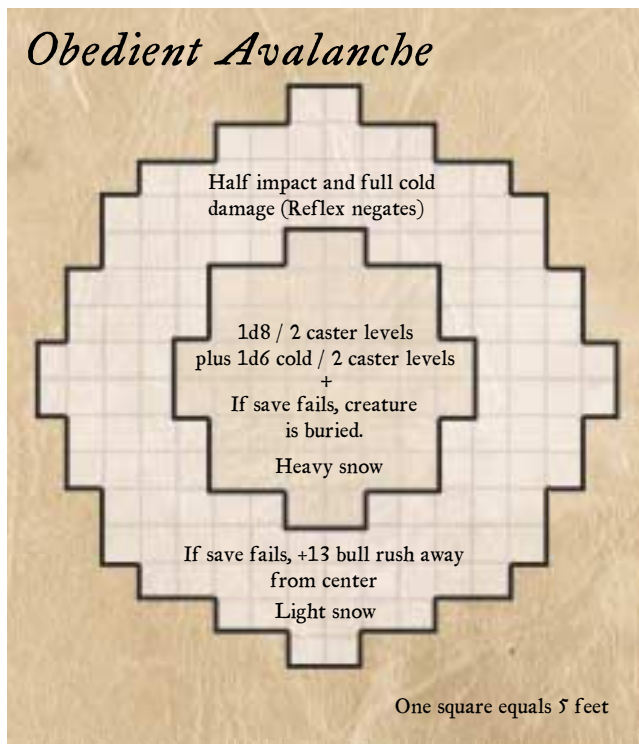 Obedient Avalanche
Half impact and full cold
damage (Reflex negates)
1d8 / 2 caster levels
plus 1d6 cold / 2 caster levels
+
If save fails, creature
is buried.
Heavy snow
If save fails, +13 bull rush away
from center
Light snow
One square equals 5 feet